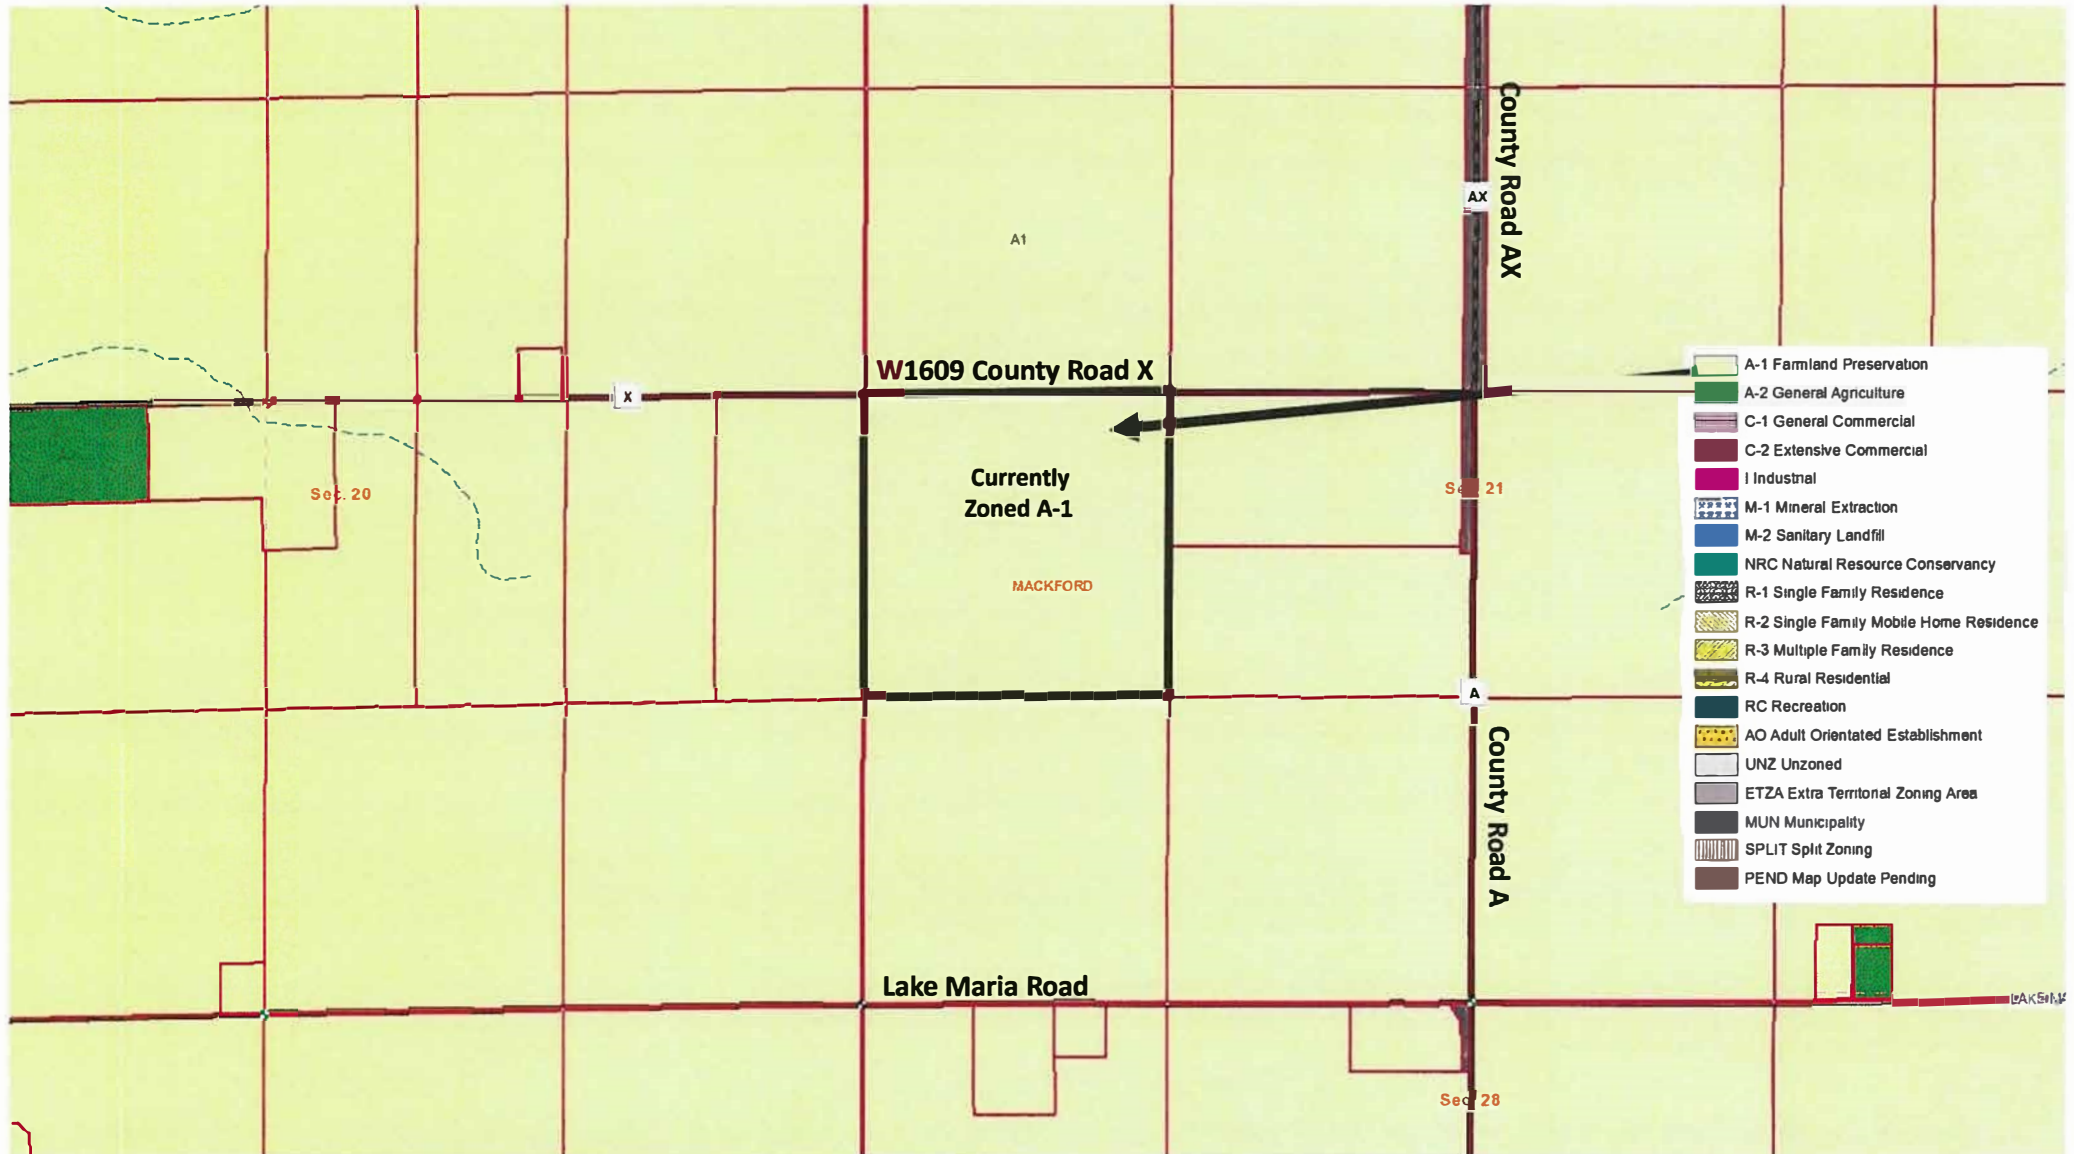 County Road AX
AX
A1
W1609 County Road X
X
Currently
Zoned A-1
Sec. 20
Sec. 21
MACKFORD
A
County Road A
Lake Maria Road
Sec. 28
A-1 Farmland Preservation
A-2 General Agriculture
C-1 General Commercial
C-2 Extensive Commercial
I Industrial
M-1 Mineral Extraction
M-2 Sanitary Landfill
NRC Natural Resource Conservancy
R-1 Single Family Residence
R-2 Single Family Mobile Home Residence
R-3 Multiple Family Residence
R-4 Rural Residential
RC Recreation
AO Adult Orientated Establishment
UNZ Unzoned
ETZA Extra Territorial Zoning Area
MUN Municipality
SPLIT Split Zoning
PEND Map Update Pending